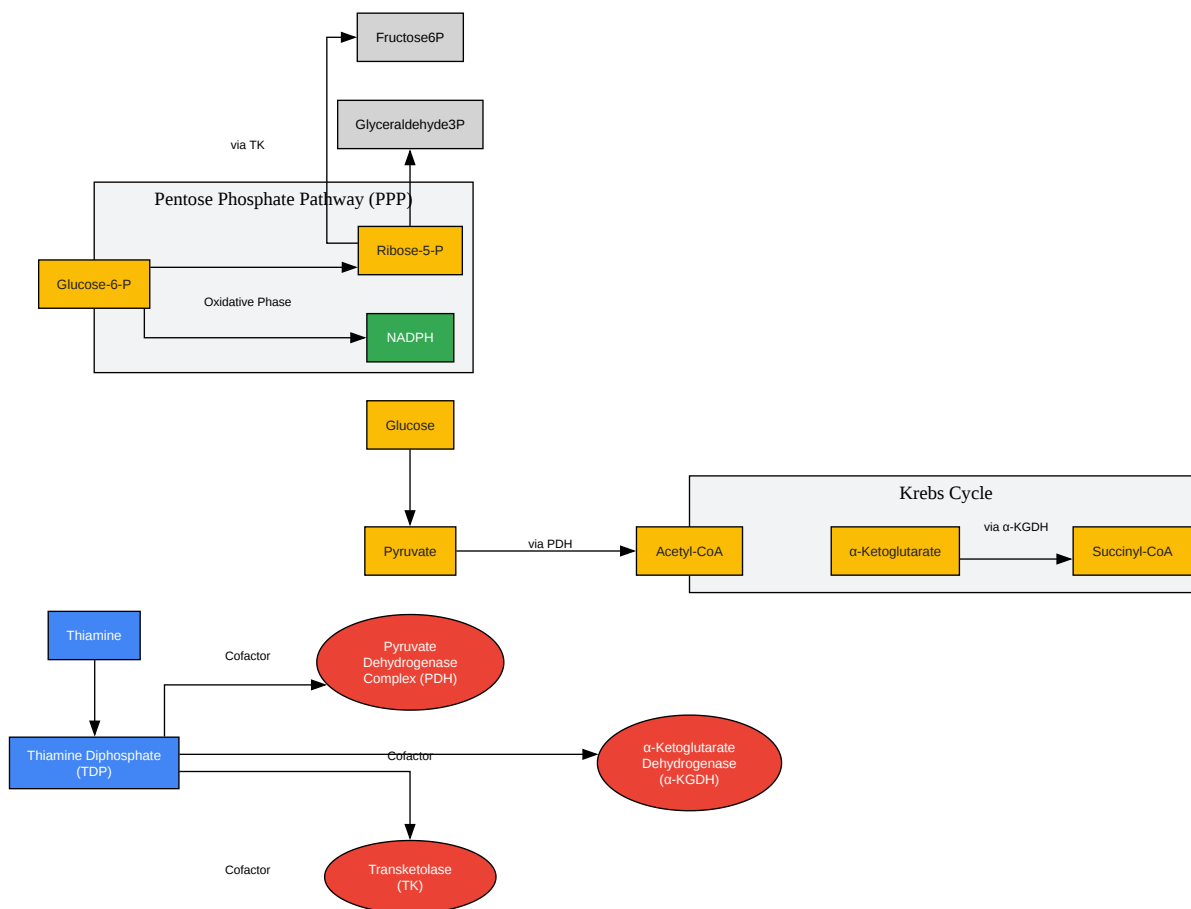 Fructose6P
Glyceraldehyde3P
via TK
Pentose Phosphate Pathway (PPP)
Ribose-5-P
Glucose-6-P
Oxidative Phase
NADPH
Glucose
Krebs Cycle
via α-KGDH
Pyruvate
via PDH
Acetyl-CoA
α-Ketoglutarate
Succinyl-CoA
Thiamine
Cofactor
Pyruvate
Dehydrogenase
Complex (PDH)
Thiamine Diphosphate
(TDP)
Cofactor
α-Ketoglutarate
Dehydrogenase
(α-KGDH)
Cofactor
Transketolase
(TK)